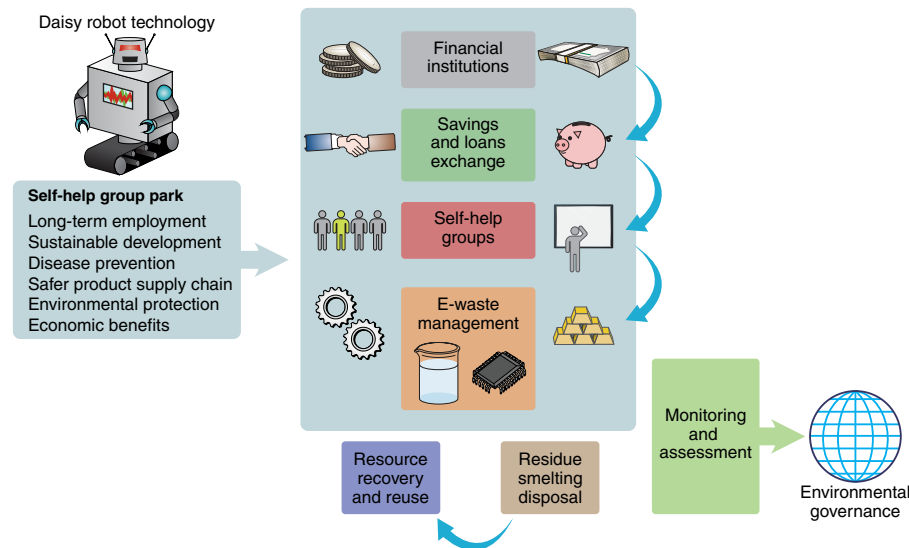 Daisy robot technology
Self-help group park
Long-term employment
Sustainable development
Disease prevention
Safer product supply chain
Environmental protection
Economic benefits
Financial
institutions
Savings
and loans
exchange
Self-help
groups
E-waste
management
Resource
recovery
and reuse
Residue
smelting
disposal
Monitoring
and
assessment
Environmental
governance